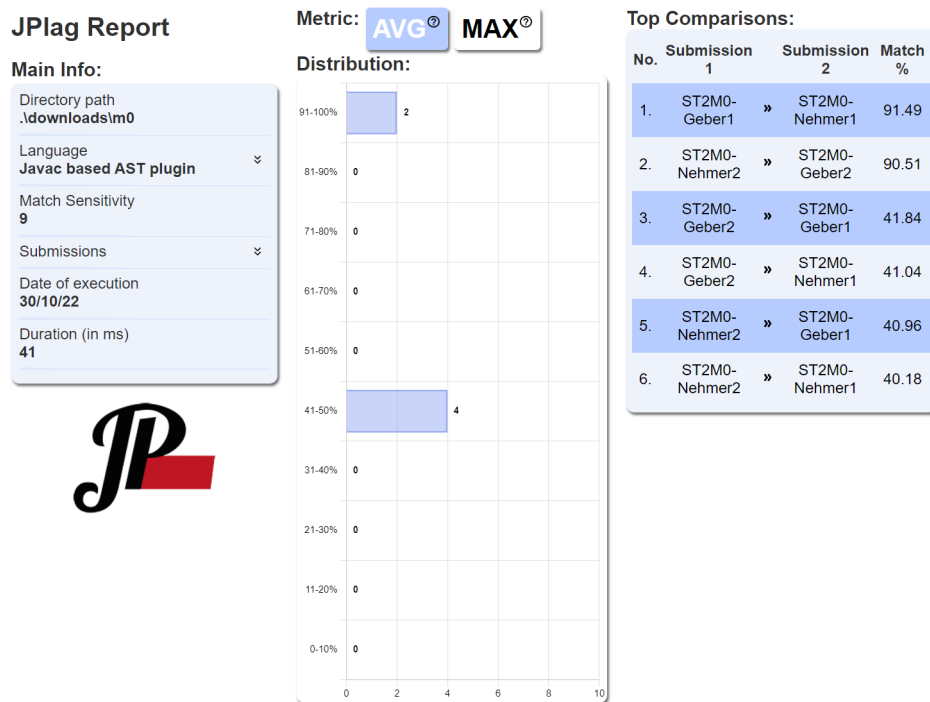 JPlag Report
Main Info:
Directory path
.\downloads\m0
Language
Javac based AST plugin
Match Sensitivity
9
Submissions
Date of execution
30/10/22
Duration (in ms)
41
JP
Metric:
AVG?
MAX?
Distribution:
91-100%
2
81-90%
0
71-80%
0
61-70%
0
51-60%
0
41-50%
4
31-40%
0
21-30%
0
11-20%
0
0-10%
0
0 2 4 6 8 10
Top Comparisons:
No. Submission 1 Submission 2 Match %
1. ST2M0-Geber1 » ST2M0-Nehmer1 91.49
2. ST2M0-Nehmer2 » ST2M0-Geber2 90.51
3. ST2M0-Geber2 » ST2M0-Geber1 41.84
4. ST2M0-Geber2 » ST2M0-Nehmer1 41.04
5. ST2M0-Nehmer2 » ST2M0-Geber1 40.96
6. ST2M0-Nehmer2 » ST2M0-Nehmer1 40.18